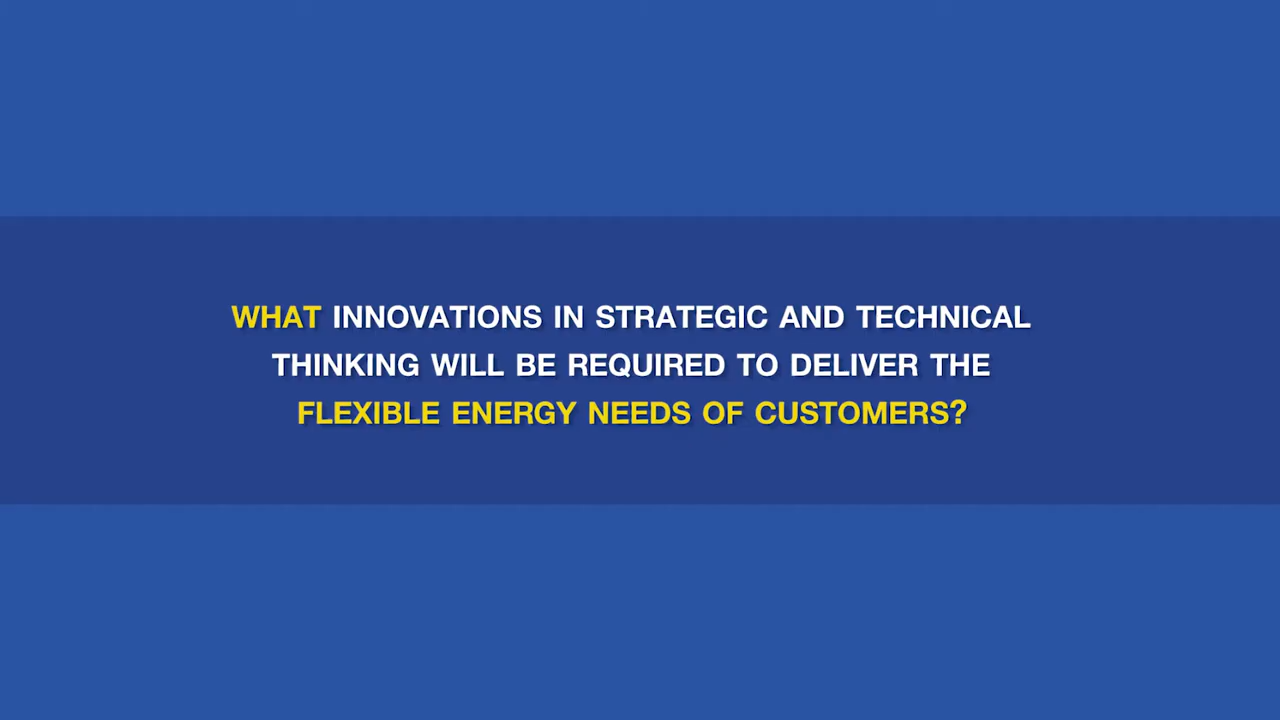 WHAT INNOVATIONS IN STRATEGIC AND TECHNICAL
THINKING WILL BE REQUIRED TO DELIVER THE
FLEXIBLE ENERGY NEEDS OF CUSTOMERS?